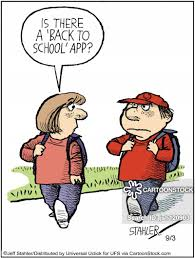 IS THERE
A 'BACK TO
SCHOOL' APP?
CARTOONSTOCK
STAHLER
9/3
©Jeff Stahler/Distributed by Universal Uclick for UFS via CartoonStock.com